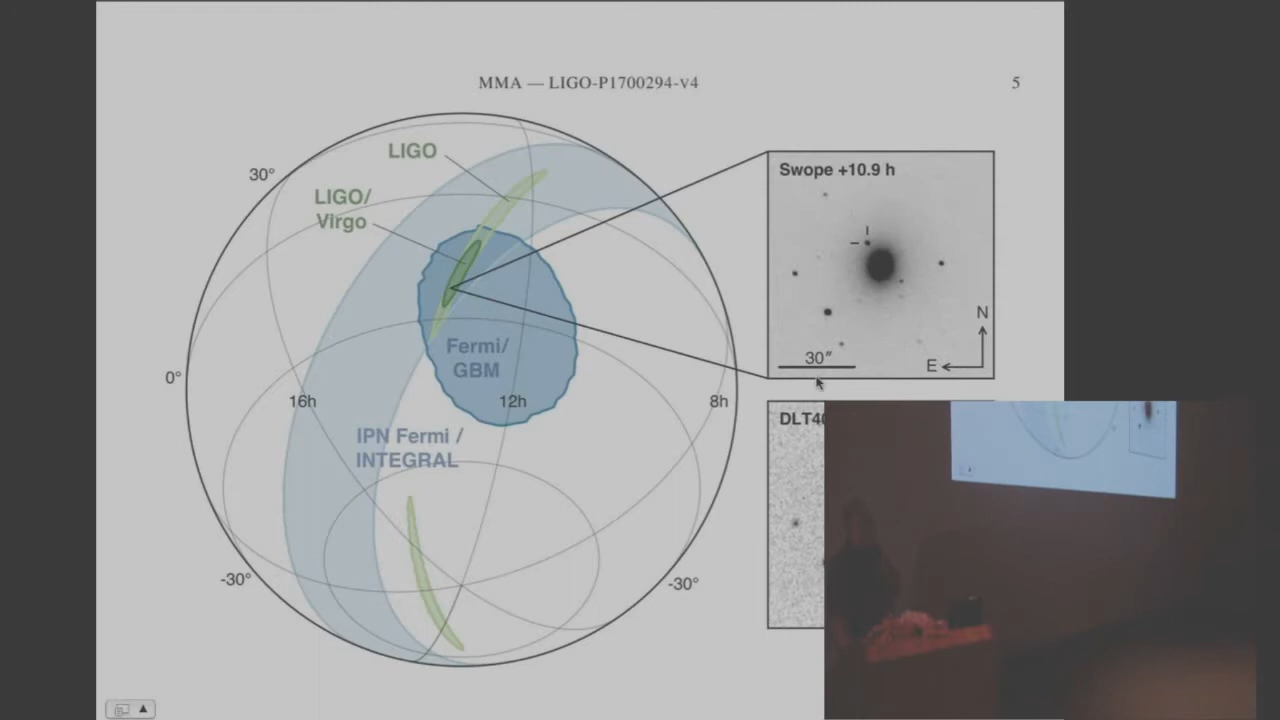 MMA — LIGO-P1700294-v4
5
LIGO
30°
LIGO/
Virgo
Swope +10.9 h
N
30″
E
Fermi/
GBM
0°
16h
12h
8h
IPN Fermi /
INTEGRAL
-30°
-30°